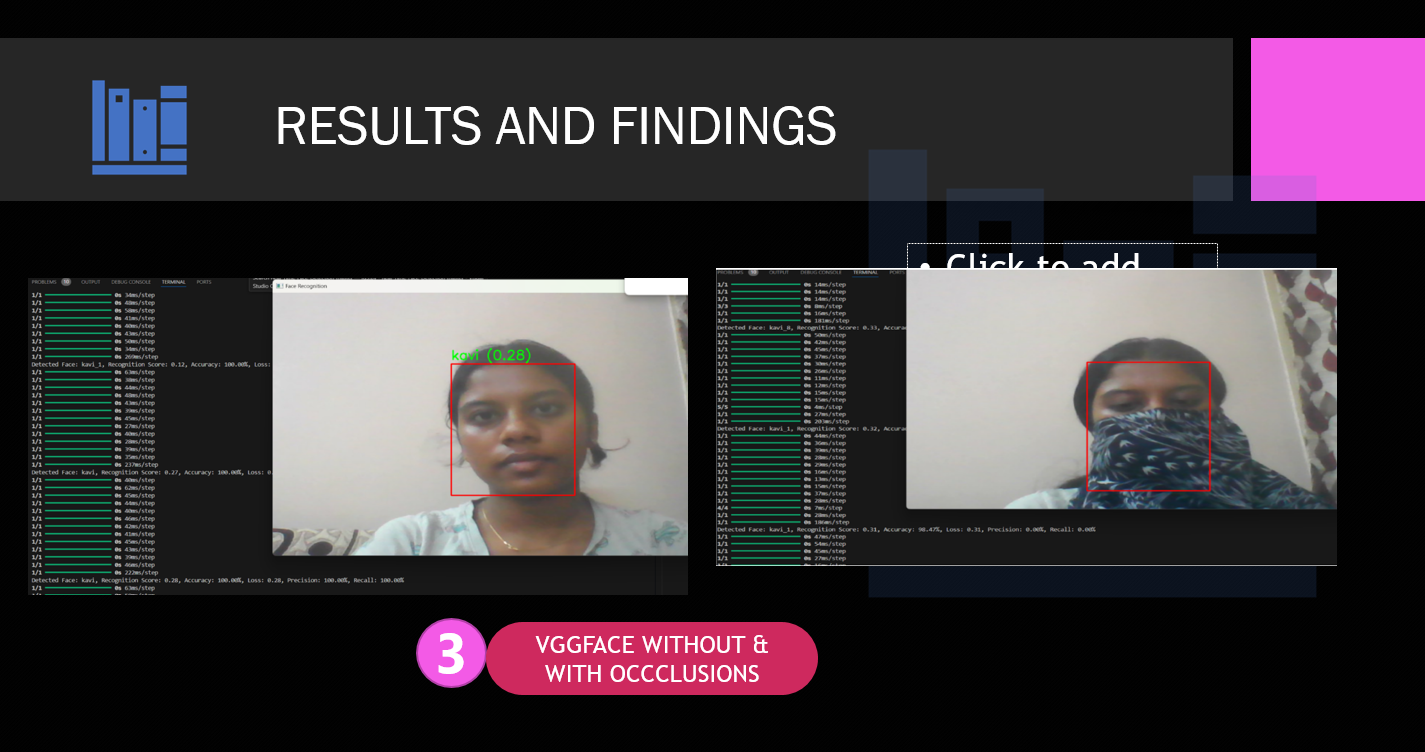 RESULTS AND FINDINGS
• Click to add
PROBLEMS 10 OUTPUT DEBUG CONSOLE TERMINAL PORTS
Studio
Face Recognition
1/1 0s 34ms/step
1/1 0s 48ms/step
1/1 0s 50ms/step
1/1 0s 41ms/step
1/1 0s 40ms/step
1/1 0s 43ms/step
1/1 0s 50ms/step
1/1 0s 34ms/step
1/1 0s 269ms/step
Detected Face: kavi_1, Recognition Score: 0.12, Accuracy: 100.00%, Loss:
1/1 0s 63ms/step
1/1 0s 38ms/step
1/1 0s 44ms/step
1/1 0s 48ms/step
1/1 0s 43ms/step
1/1 0s 39ms/step
1/1 0s 45ms/step
1/1 0s 27ms/step
1/1 0s 40ms/step
1/1 0s 28ms/step
1/1 0s 39ms/step
1/1 0s 35ms/step
1/1 0s 237ms/step
Detected Face: kavi, Recognition Score: 0.27, Accuracy: 100.00%, Loss: 0.
1/1 0s 40ms/step
1/1 0s 62ms/step
1/1 0s 45ms/step
1/1 0s 44ms/step
1/1 0s 40ms/step
1/1 0s 46ms/step
1/1 0s 42ms/step
1/1 0s 41ms/step
1/1 0s 45ms/step
1/1 0s 43ms/step
1/1 0s 39ms/step
1/1 0s 46ms/step
1/1 0s 222ms/step
Detected Face: kavi, Recognition Score: 0.28, Accuracy: 100.00%, Loss: 0.28, Precision: 100.00%, Recall: 100.00%
1/1 0s 63ms/step
kavi (0.28)
PROBLEMS 10 OUTPUT DEBUG CONSOLE TERMINAL PORTS
1/1 0s 14ms/step
1/1 0s 14ms/step
1/1 0s 14ms/step
1/3 0s 8ms/step
1/1 0s 16ms/step
1/1 0s 181ms/step
Detected Face: kavi_8, Recognition Score: 0.33, Accura
1/1 0s 50ms/step
1/1 0s 42ms/step
1/1 0s 45ms/step
1/1 0s 37ms/step
1/1 0s 30ms/step
1/1 0s 26ms/step
1/1 0s 11ms/step
1/1 0s 12ms/step
1/1 0s 15ms/step
1/1 0s 15ms/step
5/5 0s 4ms/step
1/1 0s 27ms/step
1/1 0s 203ms/step
Detected Face: kavi_1, Recognition Score: 0.32, Accura
1/1 0s 44ms/step
1/1 0s 36ms/step
1/1 0s 39ms/step
1/1 0s 28ms/step
1/1 0s 29ms/step
1/1 0s 16ms/step
1/1 0s 13ms/step
1/1 0s 15ms/step
1/1 0s 37ms/step
1/1 0s 20ms/step
4/4 0s 7ms/step
1/1 0s 28ms/step
1/1 0s 186ms/step
Detected Face: kavi_1, Recognition Score: 0.31, Accuracy: 98.47%, Loss: 0.31, Precision: 0.00%, Recall: 0.00%
1/1 0s 47ms/step
1/1 0s 54ms/step
1/1 0s 45ms/step
1/1 0s 27ms/step
3
VGGFACE WITHOUT &
WITH OCCCLUSIONS